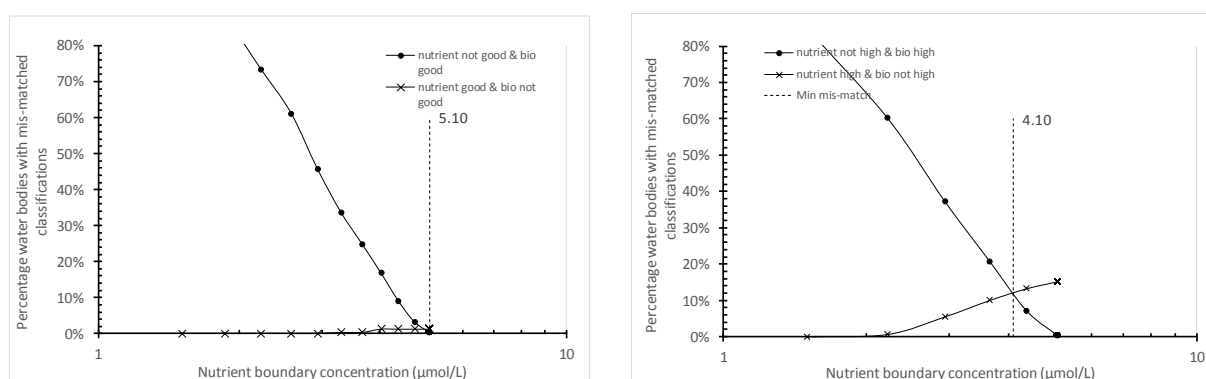 80%
70%
60%
50%
40%
30%
20%
10%
0%
Percentage water bodies with mis-matched
classifications
nutrient not good & bio
good
nutrient good & bio not
good
5.10
1
10
Nutrient boundary concentration (µmol/L)
80%
70%
60%
50%
40%
30%
20%
10%
0%
Percentage water bodies with mis-matched
classifications
nutrient not high & bio high
nutrient high & bio not high
Min mis-match
4.10
1
10
Nutrient boundary concentration (µmol/L)